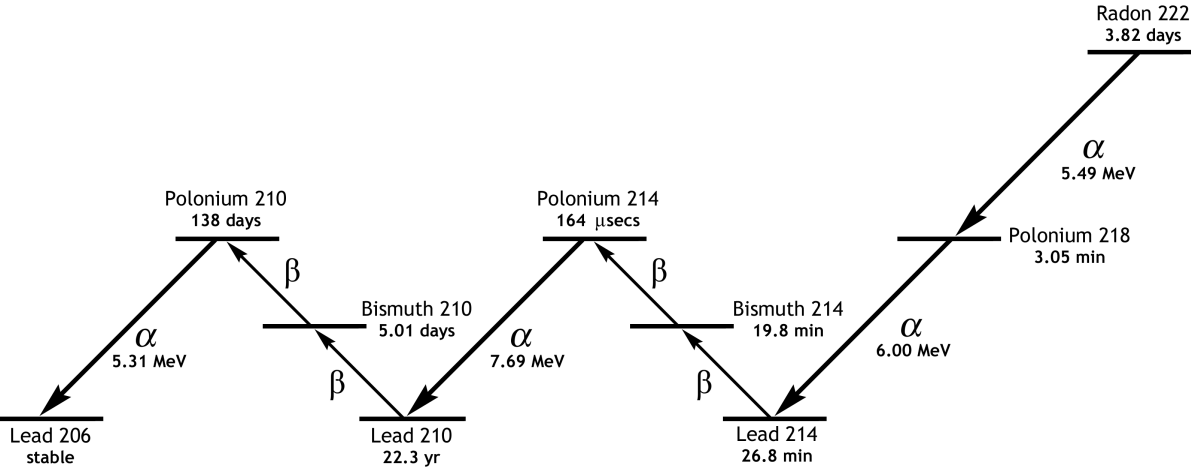 Radon 222
3.82 days
α
5.49 MeV
Polonium 210
138 days
Polonium 214
164 μsecs
Polonium 218
3.05 min
β
β
Bismuth 210
5.01 days
Bismuth 214
19.8 min
α
5.31 MeV
α
7.69 MeV
α
6.00 MeV
β
β
Lead 206
stable
Lead 210
22.3 yr
Lead 214
26.8 min